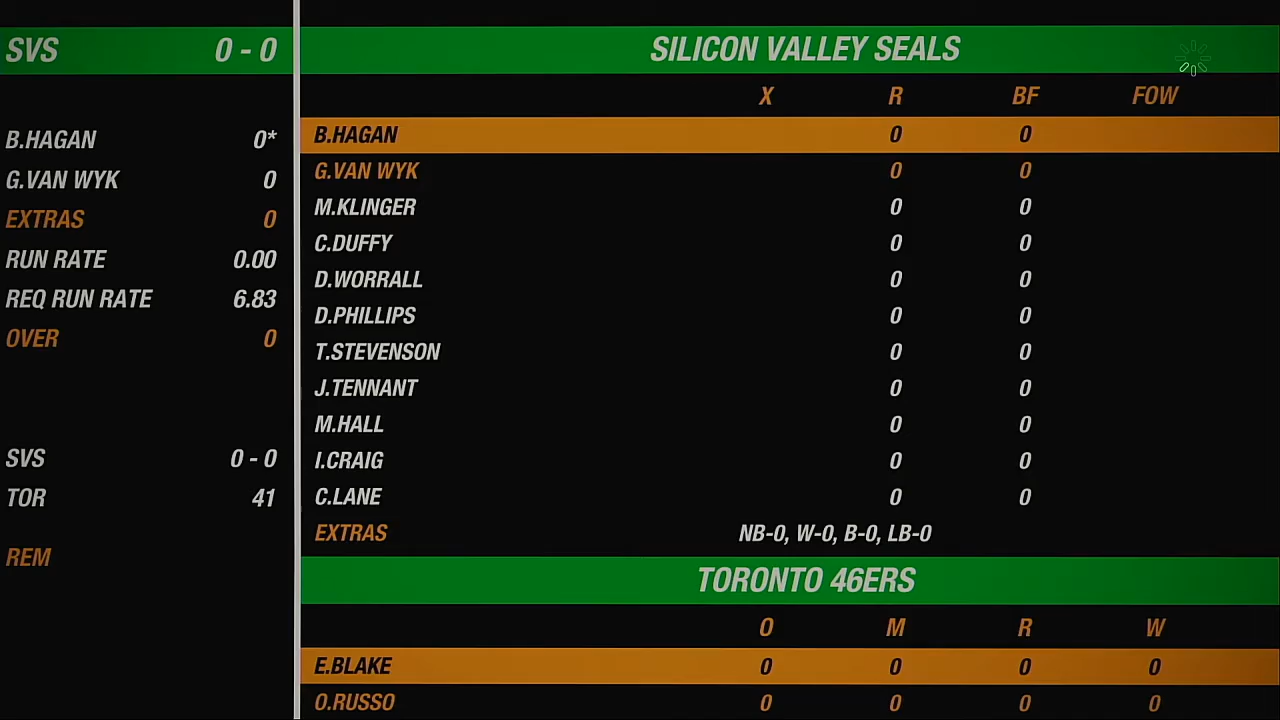 SVS 0 - 0
B.HAGAN 0*
G.VAN WYK 0
EXTRAS 0
RUN RATE 0.00
REQ RUN RATE 6.83
OVER 0
SVS 0 - 0
TOR 41
REM
SILICON VALLEY SEALS
X R BF FOW
B.HAGAN 0 0
G.VAN WYK 0 0
M.KLINGER 0 0
C.DUFFY 0 0
D.WORRALL 0 0
D.PHILLIPS 0 0
T.STEVENSON 0 0
J.TENNANT 0 0
M.HALL 0 0
I.CRAIG 0 0
C.LANE 0 0
EXTRAS NB-0, W-0, B-0, LB-0
TORONTO 46ERS
O M R W
E.BLAKE 0 0 0 0
O.RUSSO 0 0 0 0